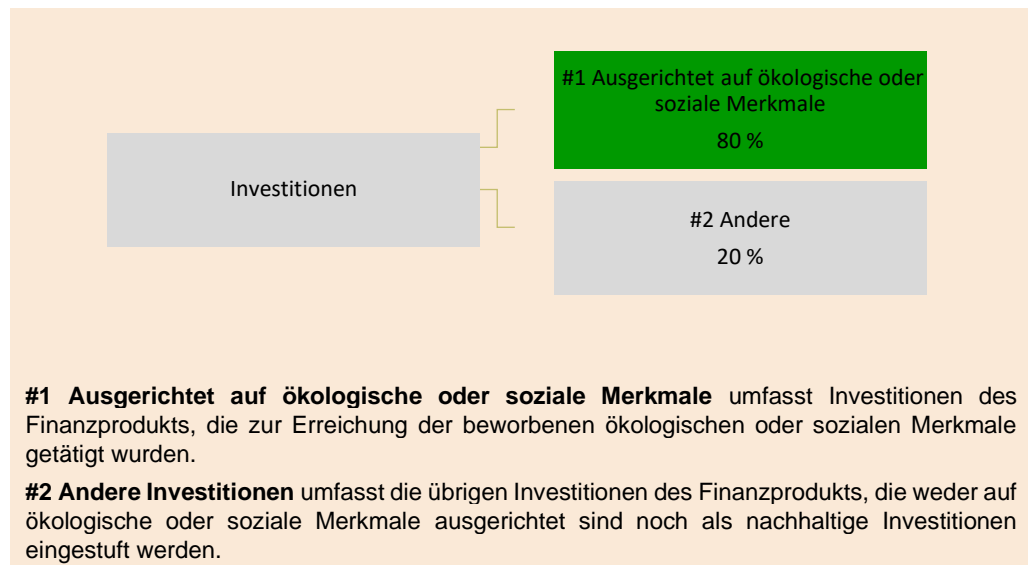 #1 Ausgerichtet auf ökologische oder
soziale Merkmale
80 %
Investitionen
#2 Andere
20 %
#1 Ausgerichtet auf ökologische oder soziale Merkmale umfasst Investitionen des
Finanzprodukts, die zur Erreichung der beworbenen ökologischen oder sozialen Merkmale
getätigt wurden.
#2 Andere Investitionen umfasst die übrigen Investitionen des Finanzprodukts, die weder auf
ökologische oder soziale Merkmale ausgerichtet sind noch als nachhaltige Investitionen
eingestuft werden.